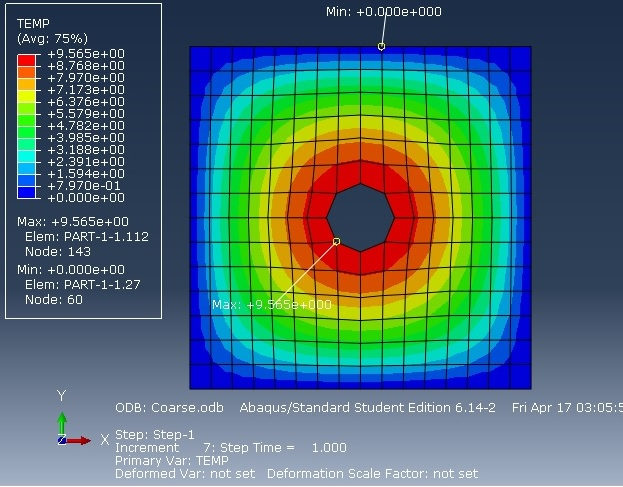 Min: +0.000e+000
TEMP
(Avg: 75%)
+9.565e+00
+8.768e+00
+7.970e+00
+7.173e+00
+6.376e+00
+5.579e+00
+4.782e+00
+3.985e+00
+3.188e+00
+2.391e+00
+1.594e+00
+7.970e-01
+0.000e+00
Max: +9.565e+00
Elem: PART-1-1.112
Node: 143
Min: +0.000e+00
Elem: PART-1-1.27
Node: 60
Max: +9.565e+000
Y
X
ODB: Coarse.odb Abaqus/Standard Student Edition 6.14-2 Fri Apr 17 03:05:5
Step: Step-1
Increment 7: Step Time = 1.000
Primary Var: TEMP
Deformed Var: not set Deformation Scale Factor: not set